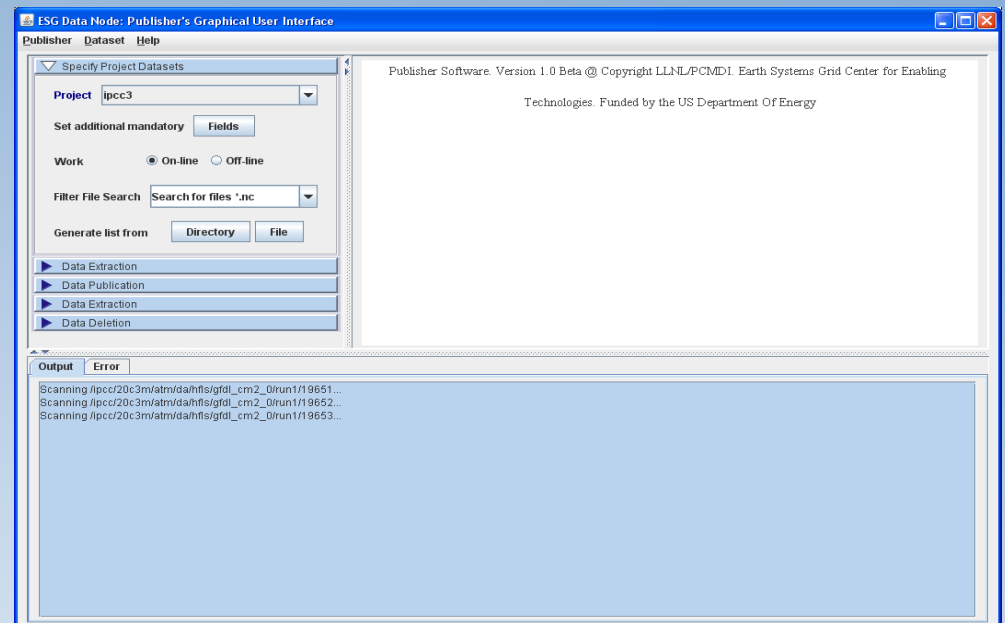 ESG Data Node: Publisher's Graphical User Interface
Publisher Dataset Help
Specify Project Datasets
Project ipcc3
Set additional mandatory Fields
Work On-line Off-line
Filter File Search Search for files *.nc
Generate list from Directory File
Data Extraction
Data Publication
Data Extraction
Data Deletion
Publisher Software. Version 1.0 Beta @ Copyright LLNL/PCMDI. Earth Systems Grid Center for Enabling
Technologies. Funded by the US Department Of Energy
Output Error
Scanning /ipcc/20c3m/atm/da/hfls/gfdl_cm2_0/run1/19651...
Scanning /ipcc/20c3m/atm/da/hfls/gfdl_cm2_0/run1/19652...
Scanning /ipcc/20c3m/atm/da/hfls/gfdl_cm2_0/run1/19653...